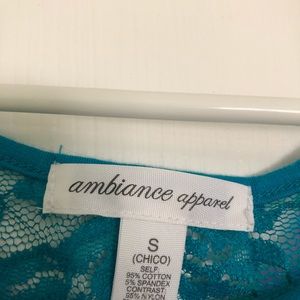 ambiance apparel
S
(CHICO)
SELF:
95% COTTON
5% SPANDEX
CONTRAST:
95% NYLON